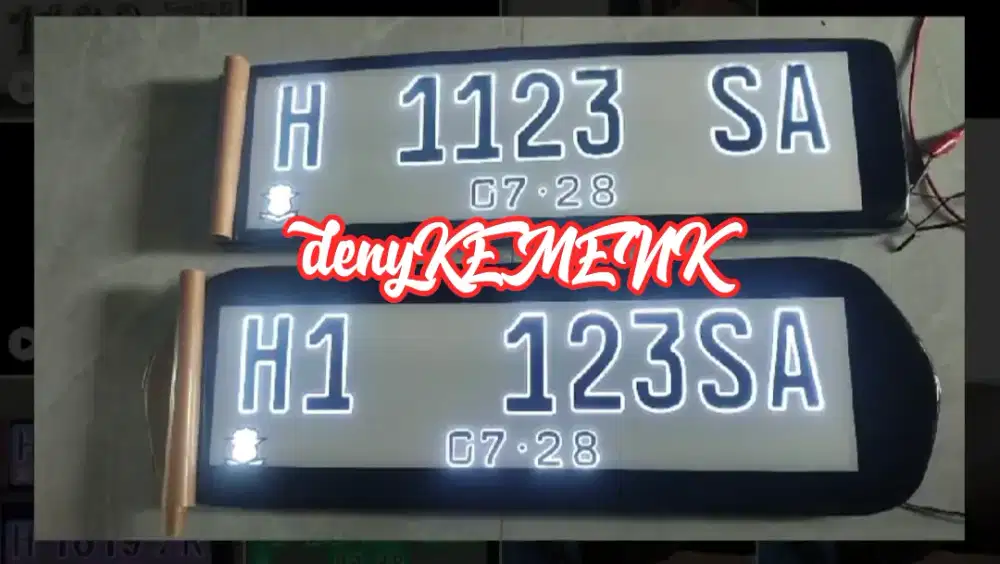 H 1123 SA
07·28
denyKEMENK
H1 123SA
07·28